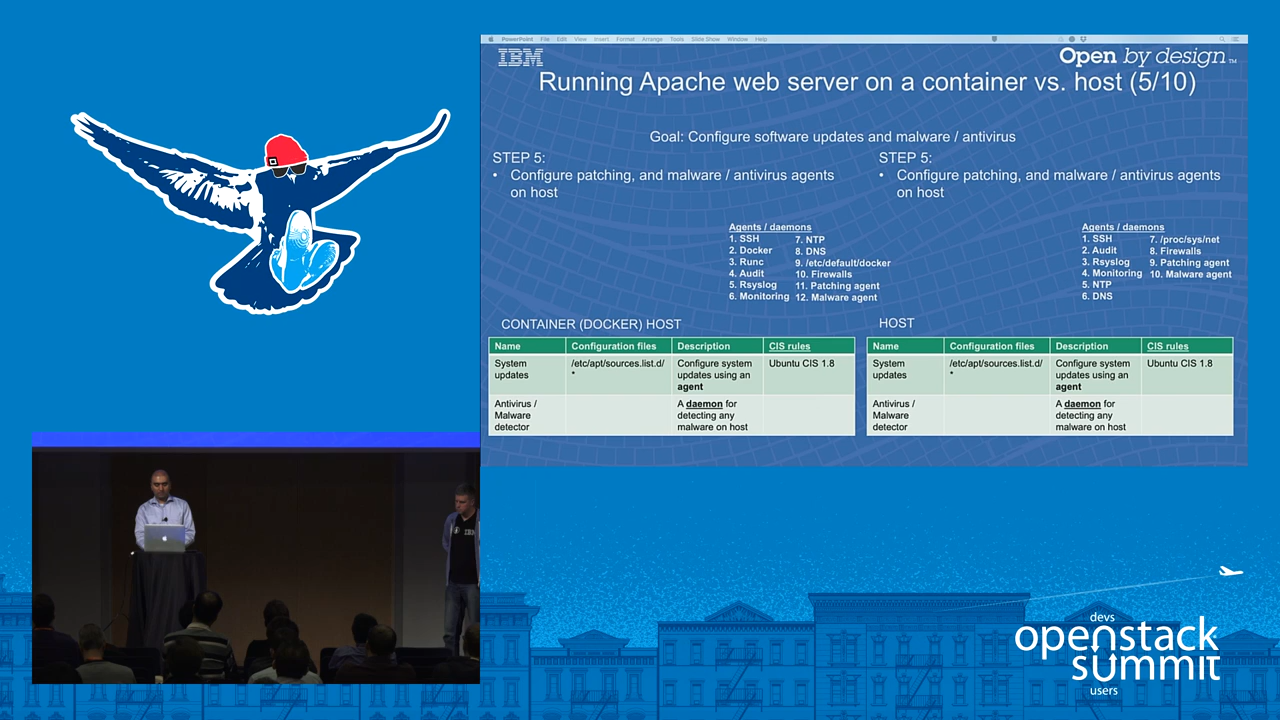 PowerPoint File Edit View Insert Format Arrange Tools Slide Show Window Help
IBM
Open by design™
Running Apache web server on a container vs. host (5/10)
Goal: Configure software updates and malware / antivirus
STEP 5:
• Configure patching, and malware / antivirus agents
on host
STEP 5:
• Configure patching, and malware / antivirus agents
on host
Agents / daemons
1. SSH
2. Docker
3. Runc
4. Audit
5. Rsyslog
6. Monitoring
7. NTP
8. DNS
9. /etc/default/docker
10. Firewalls
11. Patching agent
12. Malware agent
Agents / daemons
1. SSH
2. Audit
3. Rsyslog
4. Monitoring
5. NTP
6. DNS
7. /proc/sys/net
8. Firewalls
9. Patching agent
10. Malware agent
CONTAINER (DOCKER) HOST
Name Configuration files Description CIS rules
System
updates
/etc/apt/sources.list.d/
*
Configure system
updates using an
agent
Ubuntu CIS 1.8
Antivirus /
Malware
detector
A daemon for
detecting any
malware on host
HOST
Name Configuration files Description CIS rules
System
updates
/etc/apt/sources.list.d/
*
Configure system
updates using an
agent
Ubuntu CIS 1.8
Antivirus /
Malware
detector
A daemon for
detecting any
malware on host
IBM
devs
openstack
summit
users